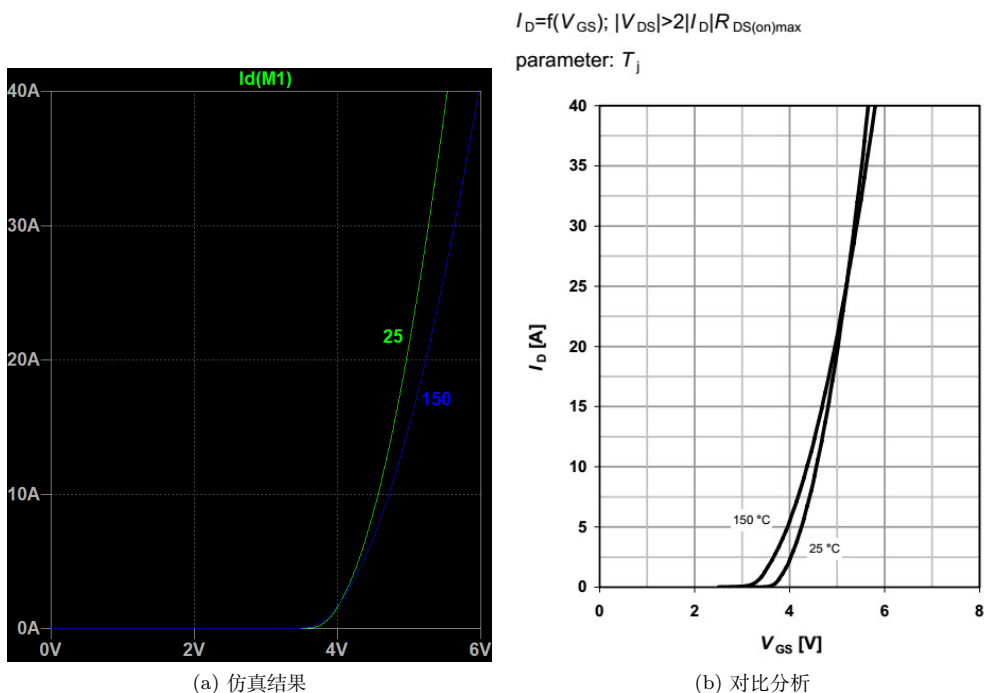 Id(M1)
40A
30A
20A
10A
0A
0V
2V
4V
6V
25
150
(a) 仿真结果
I_D=f(V_GS); |V_DS|>2|I_D|R_DS(on)max
parameter: T_j
40
35
30
25
20
15
10
5
0
I_D [A]
150 °C
25 °C
0
2
4
6
8
V_GS [V]
(b) 对比分析